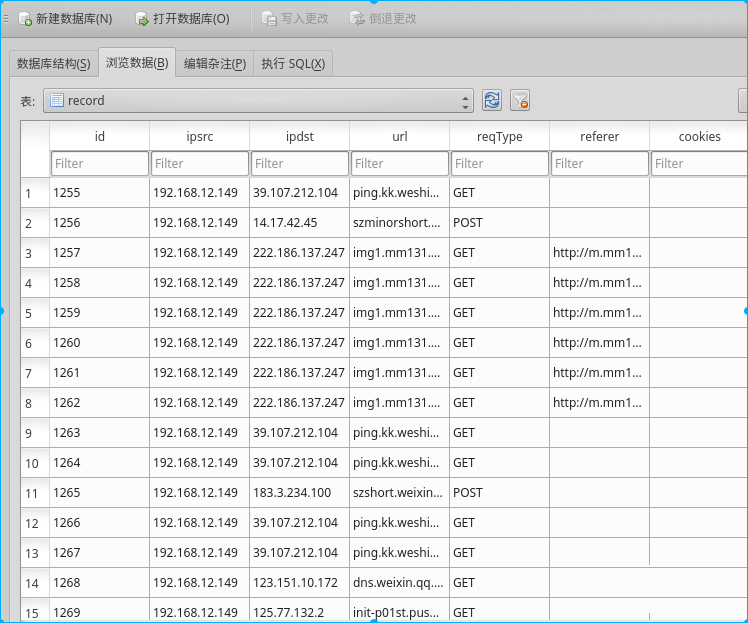 新建数据库(N) 打开数据库(O) 写入更改 倒退更改
数据库结构(S) 浏览数据(B) 编辑杂注(P) 执行 SQL(X)
表: record
id ipsrc ipdst url reqType referer cookies
Filter Filter Filter Filter Filter Filter Filter
1 1255 192.168.12.149 39.107.212.104 ping.kk.weshi... GET
2 1256 192.168.12.149 14.17.42.45 szminorshort.... POST
3 1257 192.168.12.149 222.186.137.247 img1.mm131.... GET http://m.mm1...
4 1258 192.168.12.149 222.186.137.247 img1.mm131.... GET http://m.mm1...
5 1259 192.168.12.149 222.186.137.247 img1.mm131.... GET http://m.mm1...
6 1260 192.168.12.149 222.186.137.247 img1.mm131.... GET http://m.mm1...
7 1261 192.168.12.149 222.186.137.247 img1.mm131.... GET http://m.mm1...
8 1262 192.168.12.149 222.186.137.247 img1.mm131.... GET http://m.mm1...
9 1263 192.168.12.149 39.107.212.104 ping.kk.weshi... GET
10 1264 192.168.12.149 39.107.212.104 ping.kk.weshi... GET
11 1265 192.168.12.149 183.3.234.100 szshort.weixin... POST
12 1266 192.168.12.149 39.107.212.104 ping.kk.weshi... GET
13 1267 192.168.12.149 39.107.212.104 ping.kk.weshi... GET
14 1268 192.168.12.149 123.151.10.172 dns.weixin.qq.... GET
15 1269 192.168.12.149 125.77.132.2 init-p01st.pus... GET